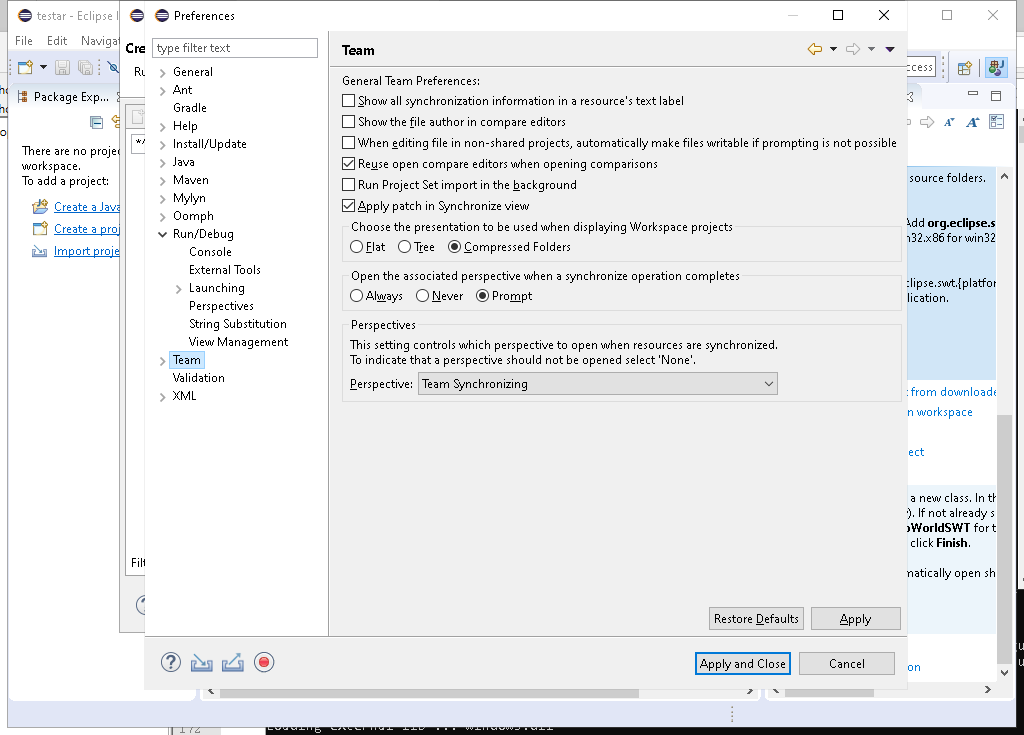 testar - Eclipse I
Preferences
File Edit Navigat
Cre
type filter text
Team
Ru
cess
Package Exp...
General
Ant
Gradle
Help
Install/Update
Java
Maven
Mylyn
Oomph
Run/Debug
Console
External Tools
Launching
Perspectives
String Substitution
View Management
Team
Validation
XML
There are no projec
workspace.
To add a project:
Create a Java
Create a proj
Import proje
*/
Filt
General Team Preferences:
Show all synchronization information in a resource's text label
Show the file author in compare editors
When editing file in non-shared projects, automatically make files writable if prompting is not possible
Reuse open compare editors when opening comparisons
Run Project Set import in the background
Apply patch in Synchronize view
Choose the presentation to be used when displaying Workspace projects
Flat Tree Compressed Folders
Open the associated perspective when a synchronize operation completes
Always Never Prompt
Perspectives
This setting controls which perspective to open when resources are synchronized.
To indicate that a perspective should not be opened select 'None'.
Perspective: Team Synchronizing
Restore Defaults Apply
Apply and Close Cancel
source folders.
Add org.eclipse.s
n32.x86 for win32
clipse.swt.{platfor
lication.
t from downloade
n workspace
ect
a new class. In th
). If not already s
oWorldSWT for t
click Finish.
matically open sh
on
172
Loading external lib ... windows.dll